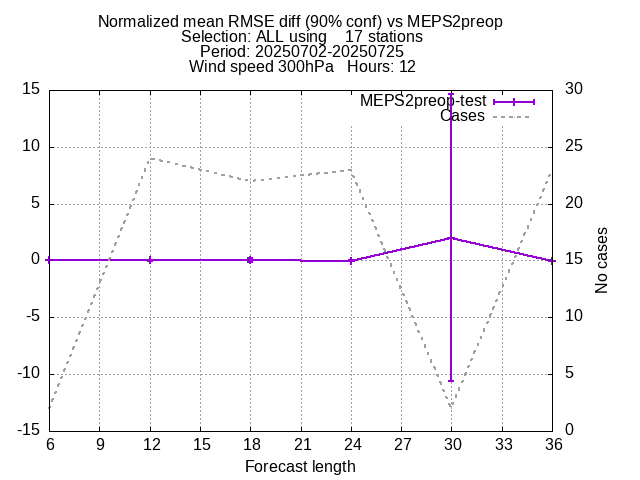 Normalized mean RMSE diff (90% conf) vs MEPS2preop
Selection: ALL using    17 stations
Period: 20250702-20250725
Wind speed 300hPa   Hours: 12
MEPS2preop-test
Cases
15
10
5
0
-5
-10
-15
30
25
20
15
10
5
0
No cases
6 9 12 15 18 21 24 27 30 33 36
Forecast length